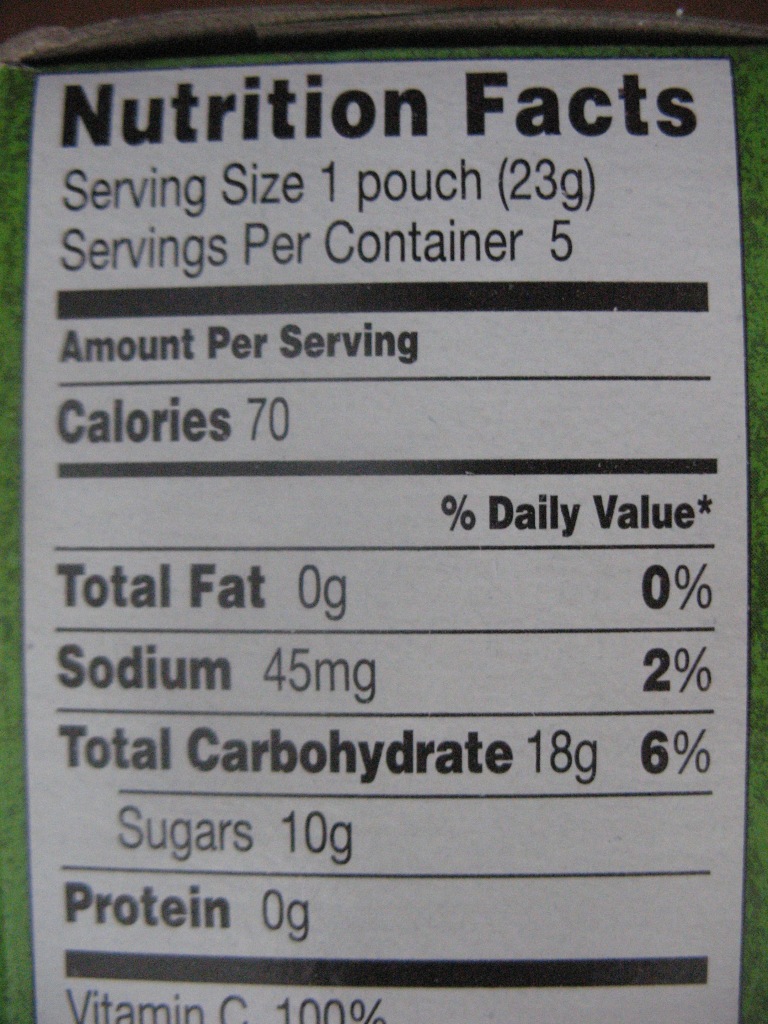 Nutrition Facts
Serving Size 1 pouch (23g)
Servings Per Container 5
Amount Per Serving
Calories 70
% Daily Value*
Total Fat 0g 0%
Sodium 45mg 2%
Total Carbohydrate 18g 6%
Sugars 10g
Protein 0g
Vitamin C 100%